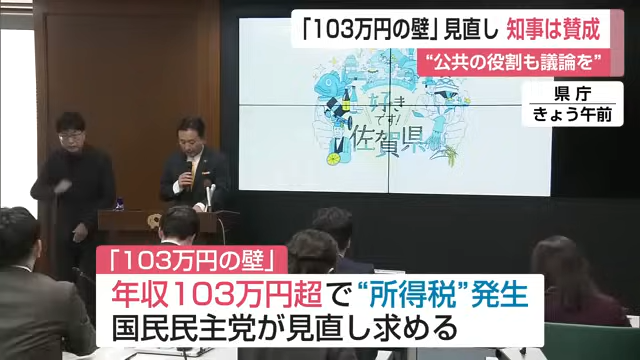 「103万円の壁」見直し 知事は賛成
“公共の役割も議論を”
県庁
きょう午前
好き
です!
佐賀県
「103万円の壁」
年収103万円超で“所得税”発生
国民民主党が見直し求める